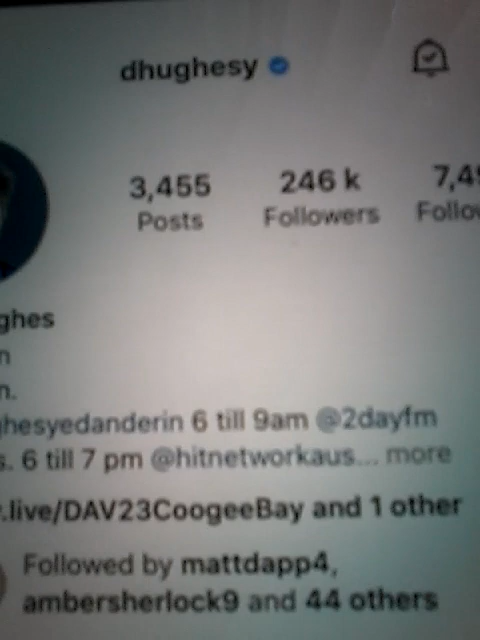 dhughesy
3,455 246 k 7,49
Posts Followers Follow
ghes
n
n.
ghesyedanderin 6 till 9am @2dayfm
s. 6 till 7 pm @hitnetworkaus... more
.live/DAV23CoogeeBay and 1 other
Followed by mattdapp4,
ambersherlock9 and 44 others